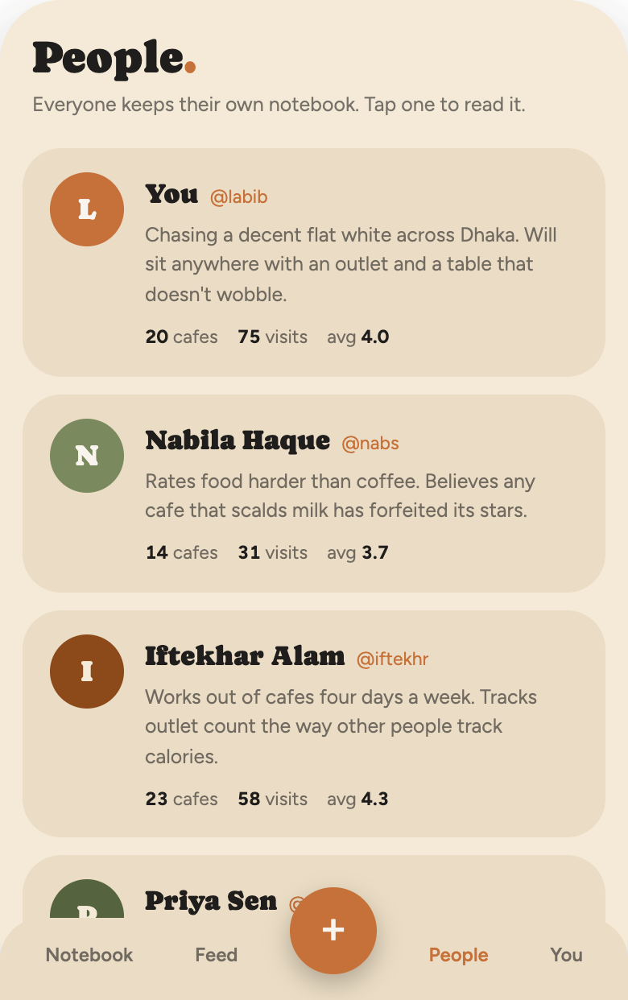 People.
Everyone keeps their own notebook. Tap one to read it.
L
You @labib
Chasing a decent flat white across Dhaka. Will
sit anywhere with an outlet and a table that
doesn't wobble.
20 cafes 75 visits avg 4.0
N
Nabila Haque @nabs
Rates food harder than coffee. Believes any
cafe that scalds milk has forfeited its stars.
14 cafes 31 visits avg 3.7
I
Iftekhar Alam @iftekhr
Works out of cafes four days a week. Tracks
outlet count the way other people track
calories.
23 cafes 58 visits avg 4.3
P
Priya Sen @
+
Notebook Feed People You